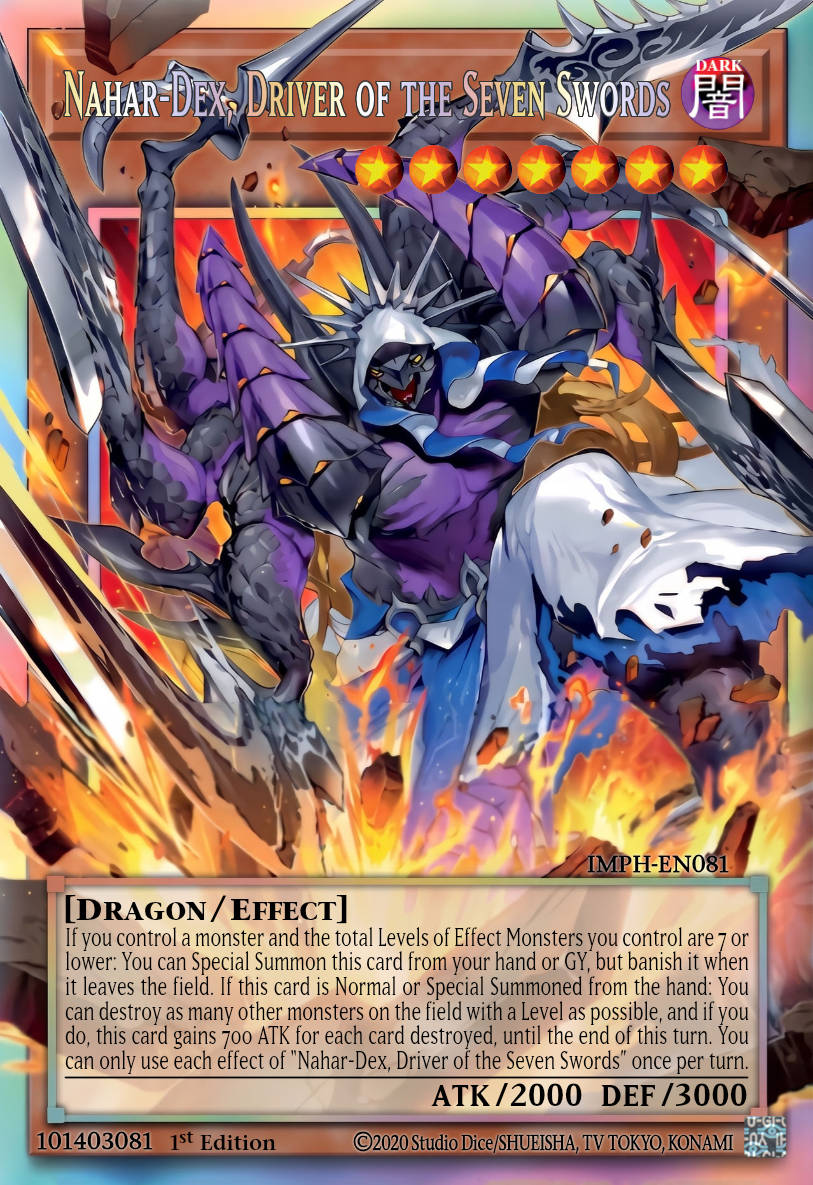 NAHAR-DEX, DRIVER OF THE SEVEN SWORDS
DARK
闇
IMPH-EN081
[DRAGON/EFFECT]
If you control a monster and the total Levels of Effect Monsters you control are 7 or
lower: You can Special Summon this card from your hand or GY, but banish it when
it leaves the field. If this card is Normal or Special Summoned from the hand: You
can destroy as many other monsters on the field with a Level as possible, and if you
do, this card gains 700 ATK for each card destroyed, until the end of this turn. You
can only use each effect of "Nahar-Dex, Driver of the Seven Swords" once per turn.
ATK/2000 DEF/3000
101403081 1st Edition ©2020 Studio Dice/SHUEISHA, TV TOKYO, KONAMI